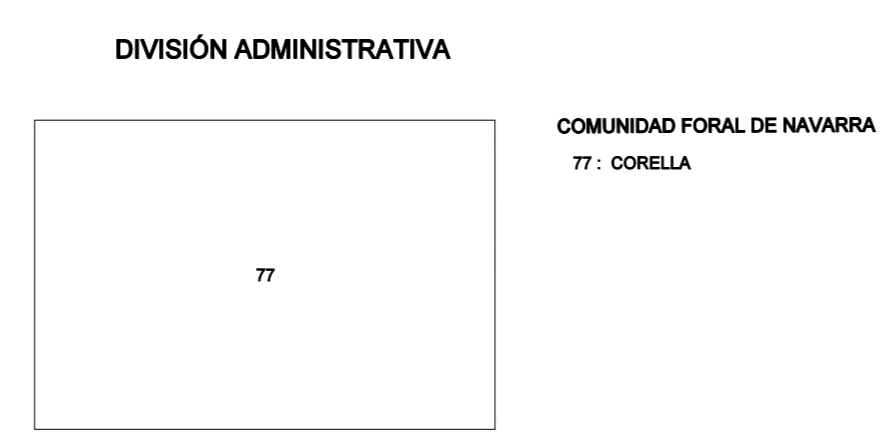 DIVISIÓN ADMINISTRATIVA
77
COMUNIDAD FORAL DE NAVARRA
77 : CORELLA